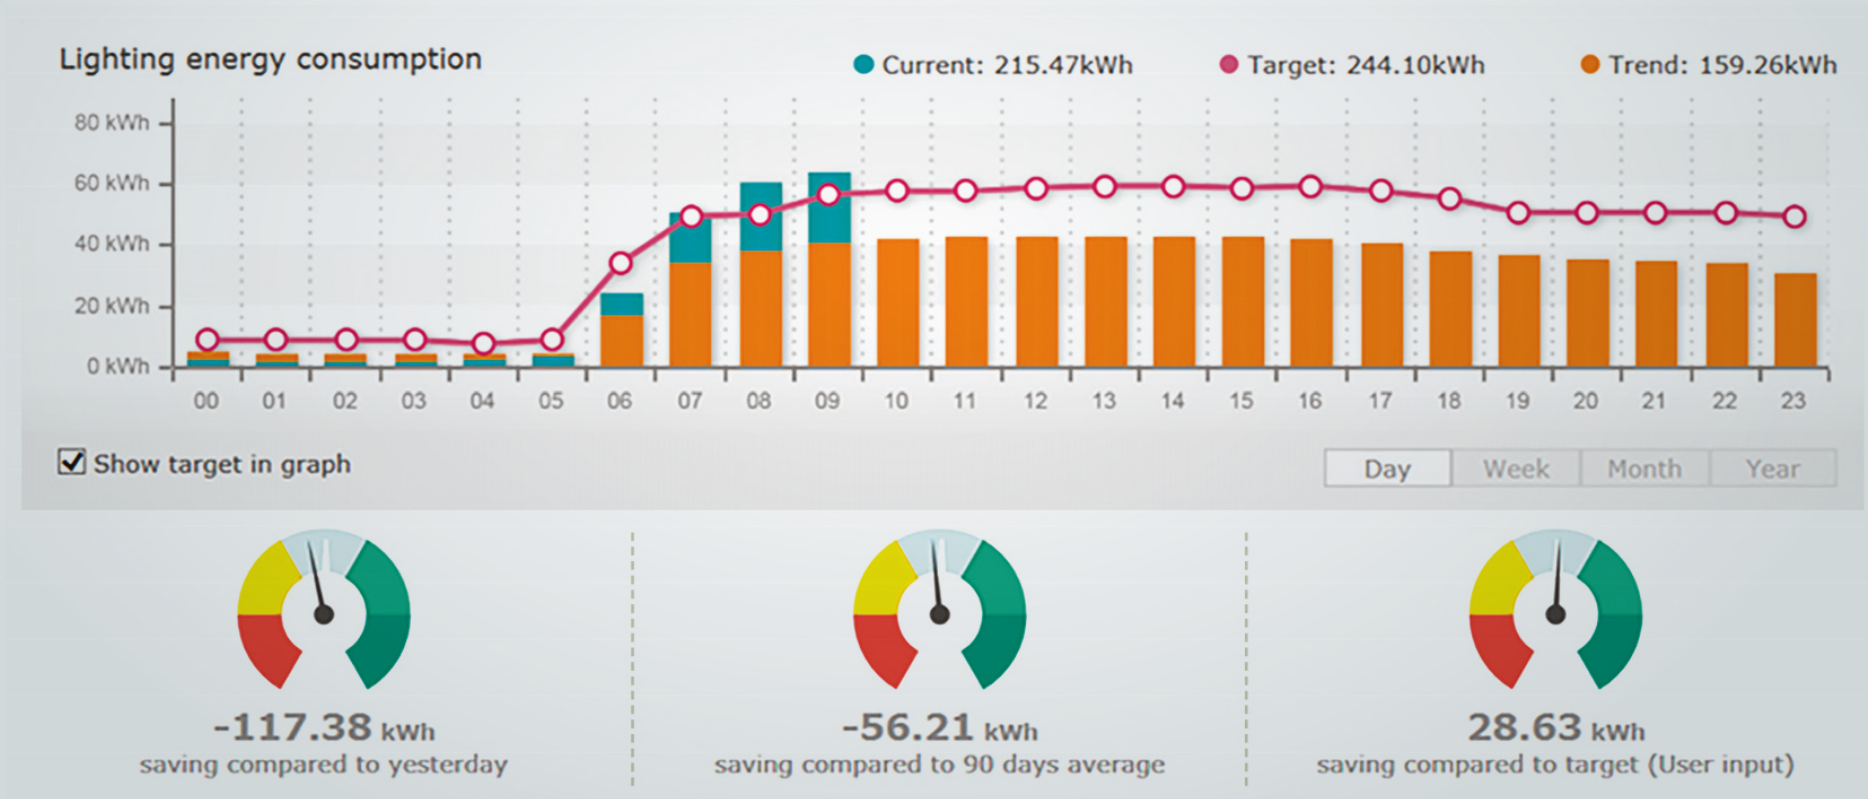 Lighting energy consumption
Current: 215.47kWh Target: 244.10kWh Trend: 159.26kWh
80 kWh
60 kWh
40 kWh
20 kWh
0 kWh
00 01 02 03 04 05 06 07 08 09 10 11 12 13 14 15 16 17 18 19 20 21 22 23
Show target in graph
Day Week Month Year
-117.38 kWh
saving compared to yesterday
-56.21 kWh
saving compared to 90 days average
28.63 kWh
saving compared to target (User input)